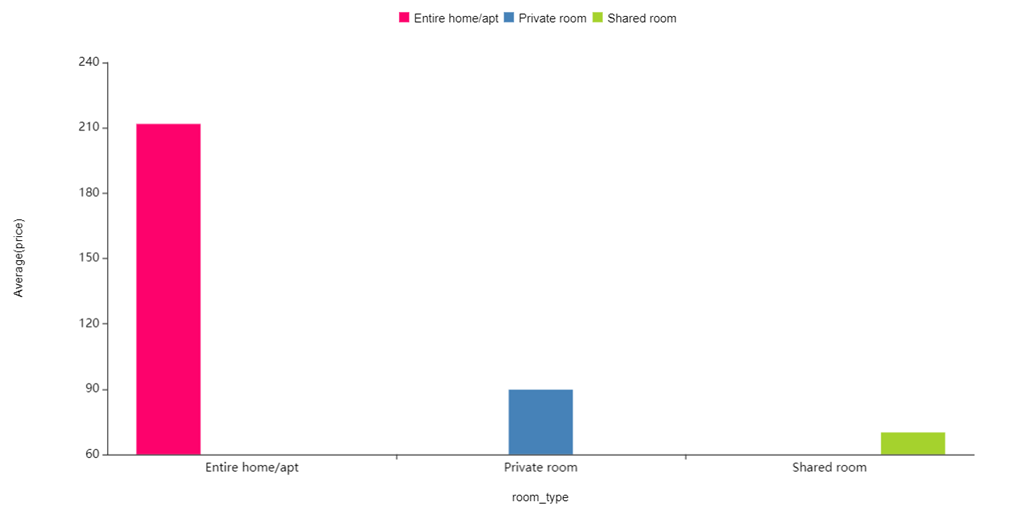 Entire home/apt Private room Shared room
240
210
180
150
120
90
60
Average(price)
Entire home/apt Private room Shared room
room_type